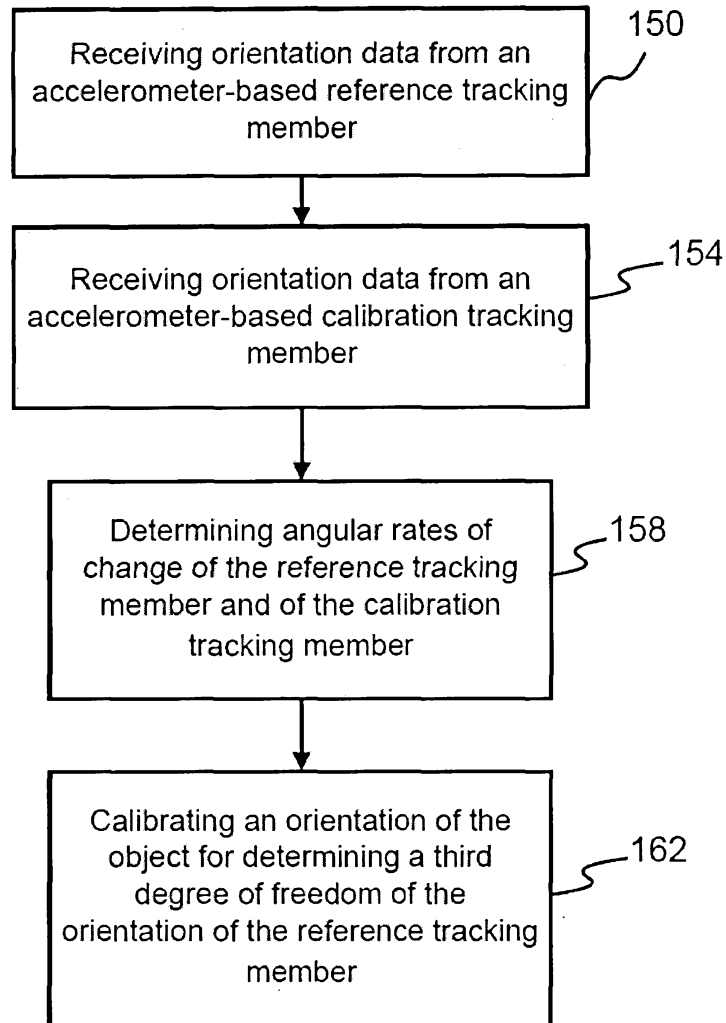 150
Receiving orientation data from an
accelerometer-based reference tracking
member
154
Receiving orientation data from an
accelerometer-based calibration tracking
member
158
Determining angular rates of
change of the reference tracking
member and of the calibration
tracking member
162
Calibrating an orientation of the
object for determining a third
degree of freedom of the
orientation of the reference tracking
member